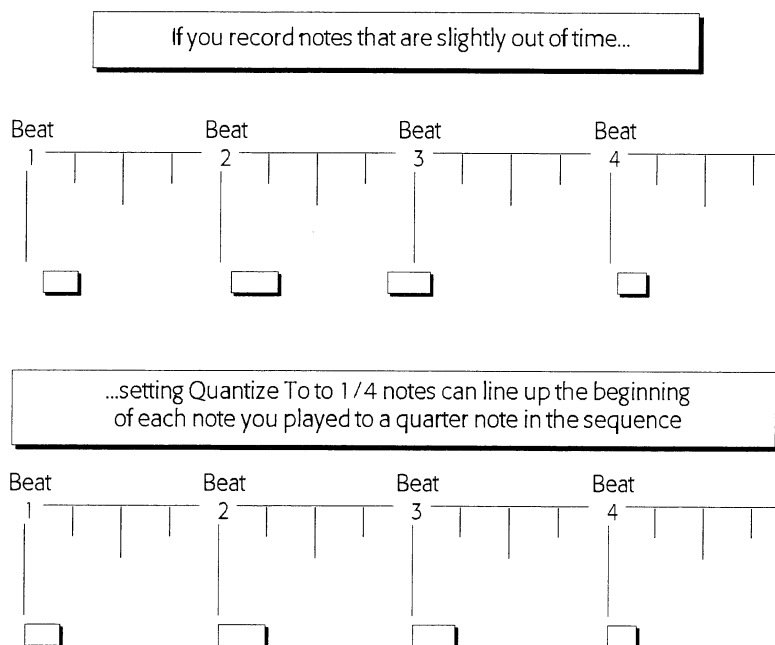 If you record notes that are slightly out of time...
Beat Beat Beat Beat
1 2 3 4
...setting Quantize To to 1/4 notes can line up the beginning
of each note you played to a quarter note in the sequence
Beat Beat Beat Beat
1 2 3 4